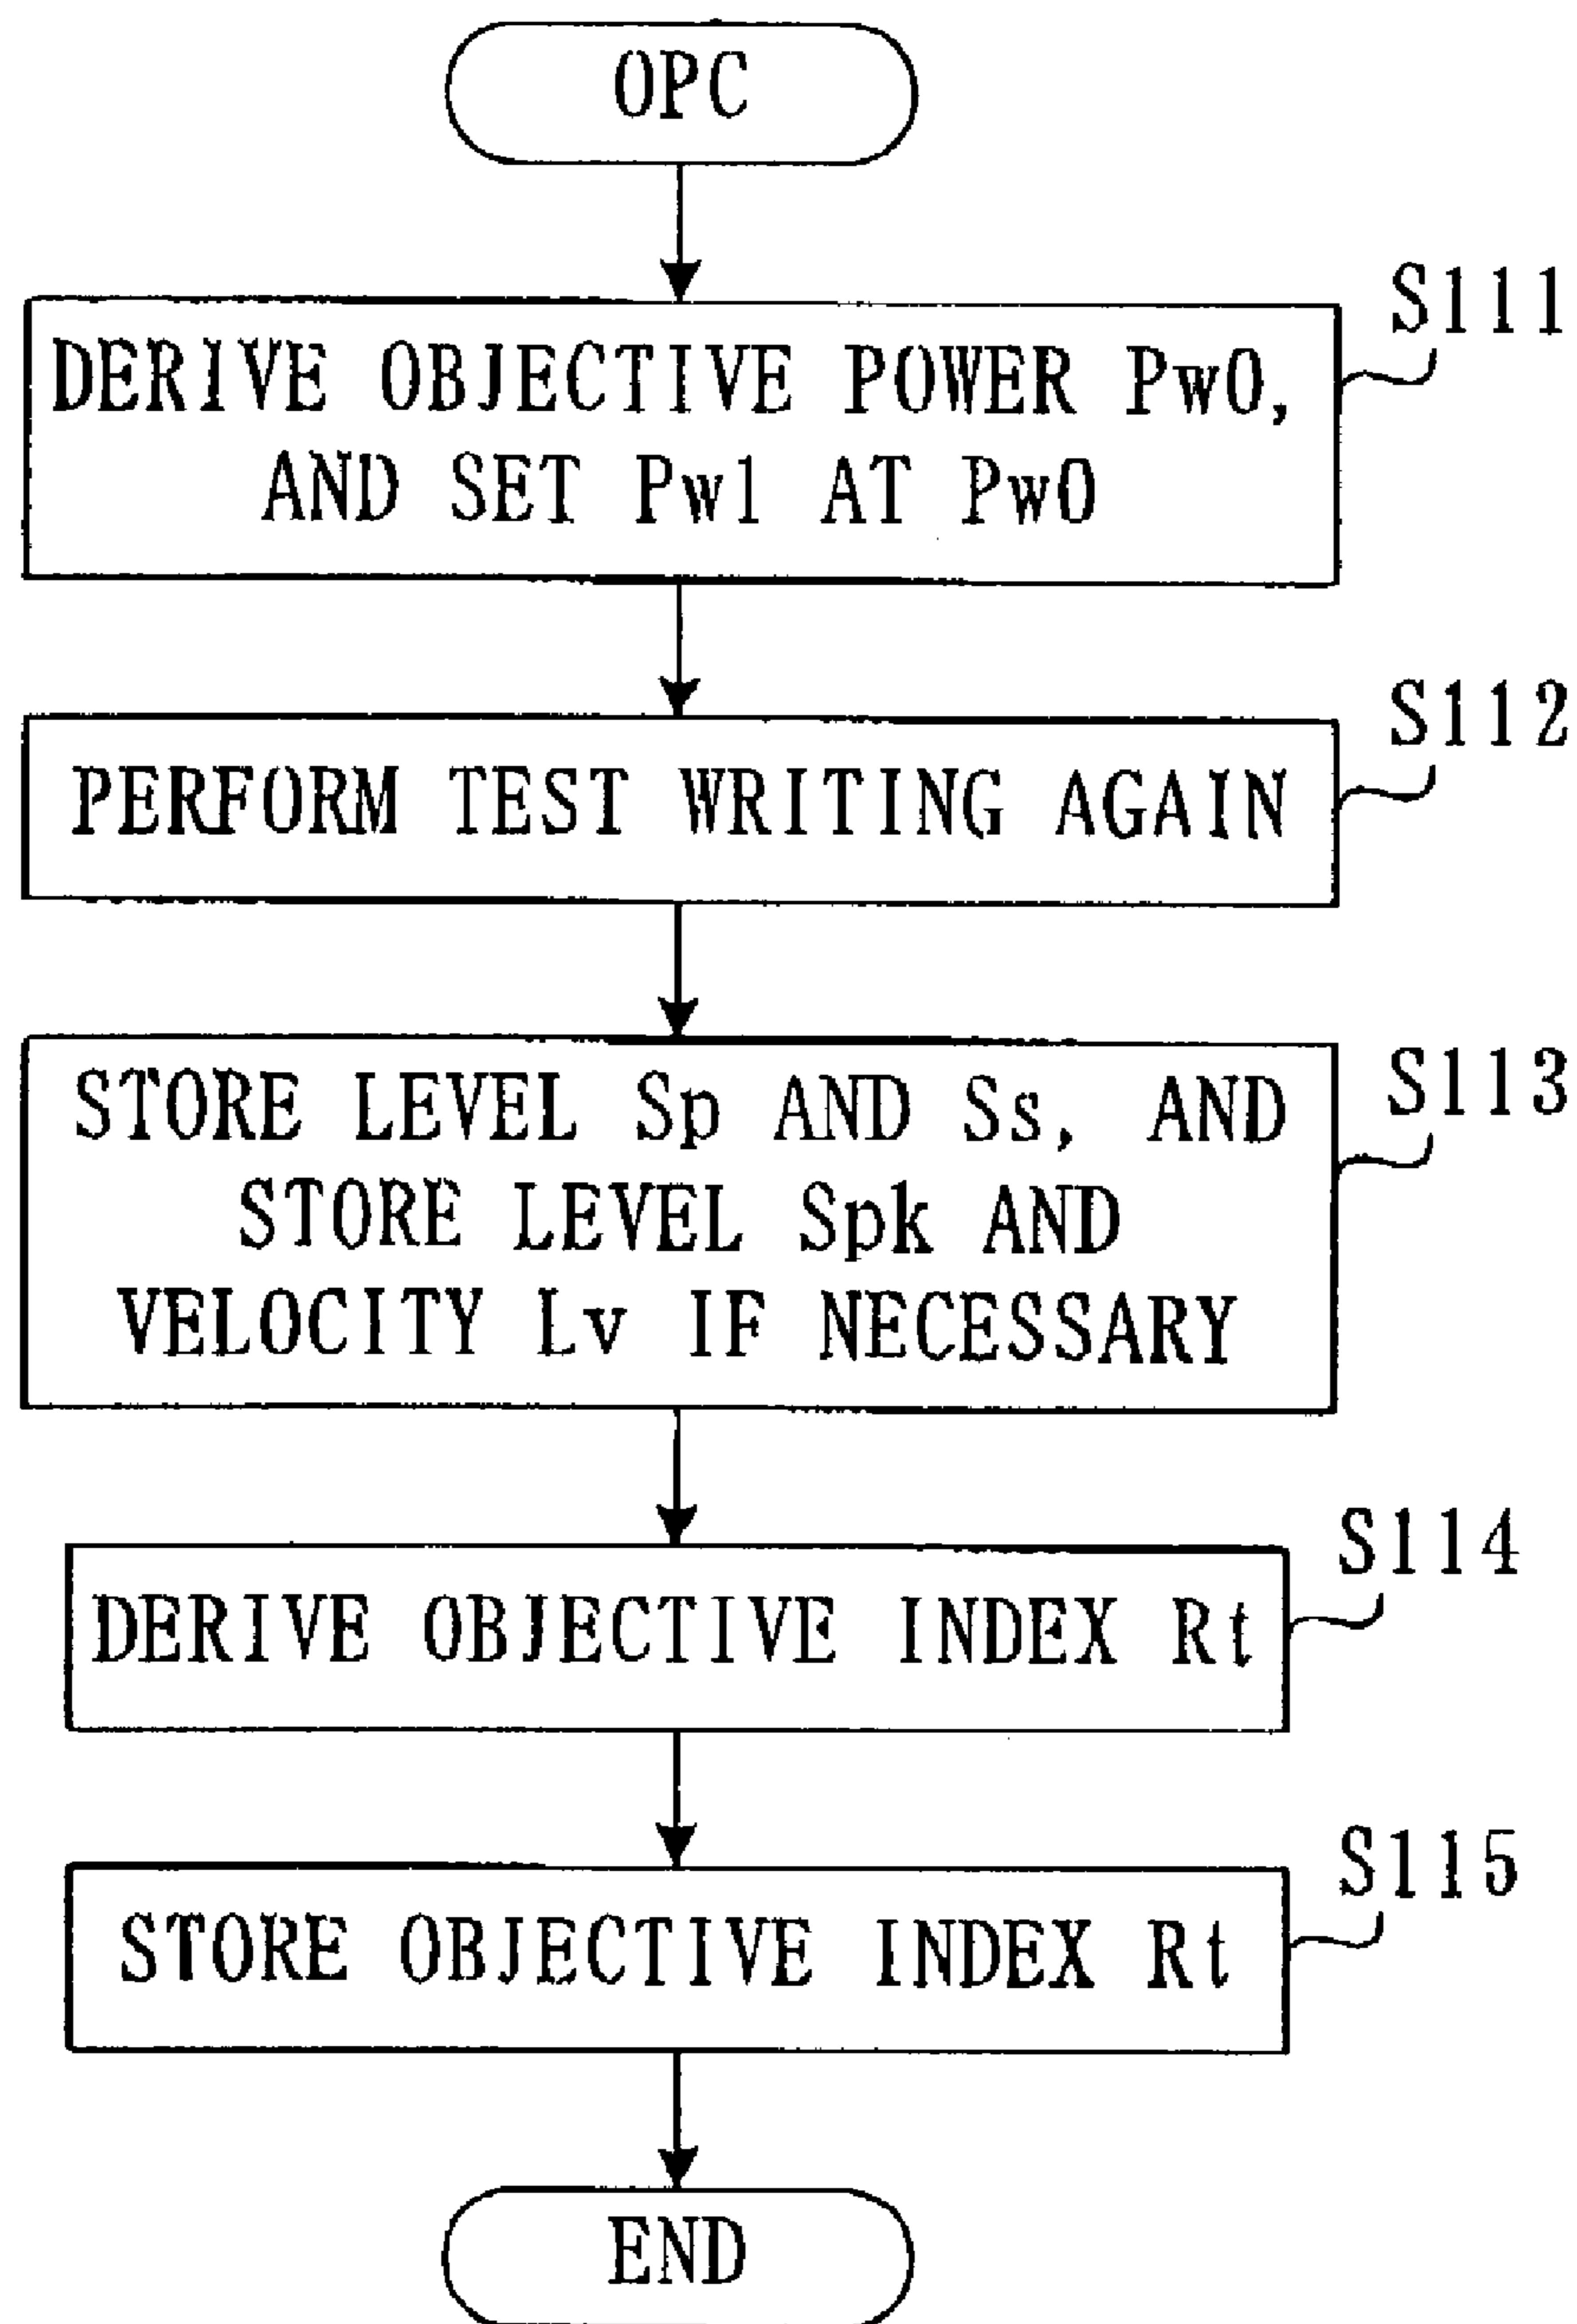 OPC
S111
DERIVE OBJECTIVE POWER Pw0,
AND SET Pw1 AT Pw0
S112
PERFORM TEST WRITING AGAIN
S113
STORE LEVEL Sp AND Ss, AND
STORE LEVEL Spk AND
VELOCITY Lv IF NECESSARY
S114
DERIVE OBJECTIVE INDEX Rt
S115
STORE OBJECTIVE INDEX Rt
END